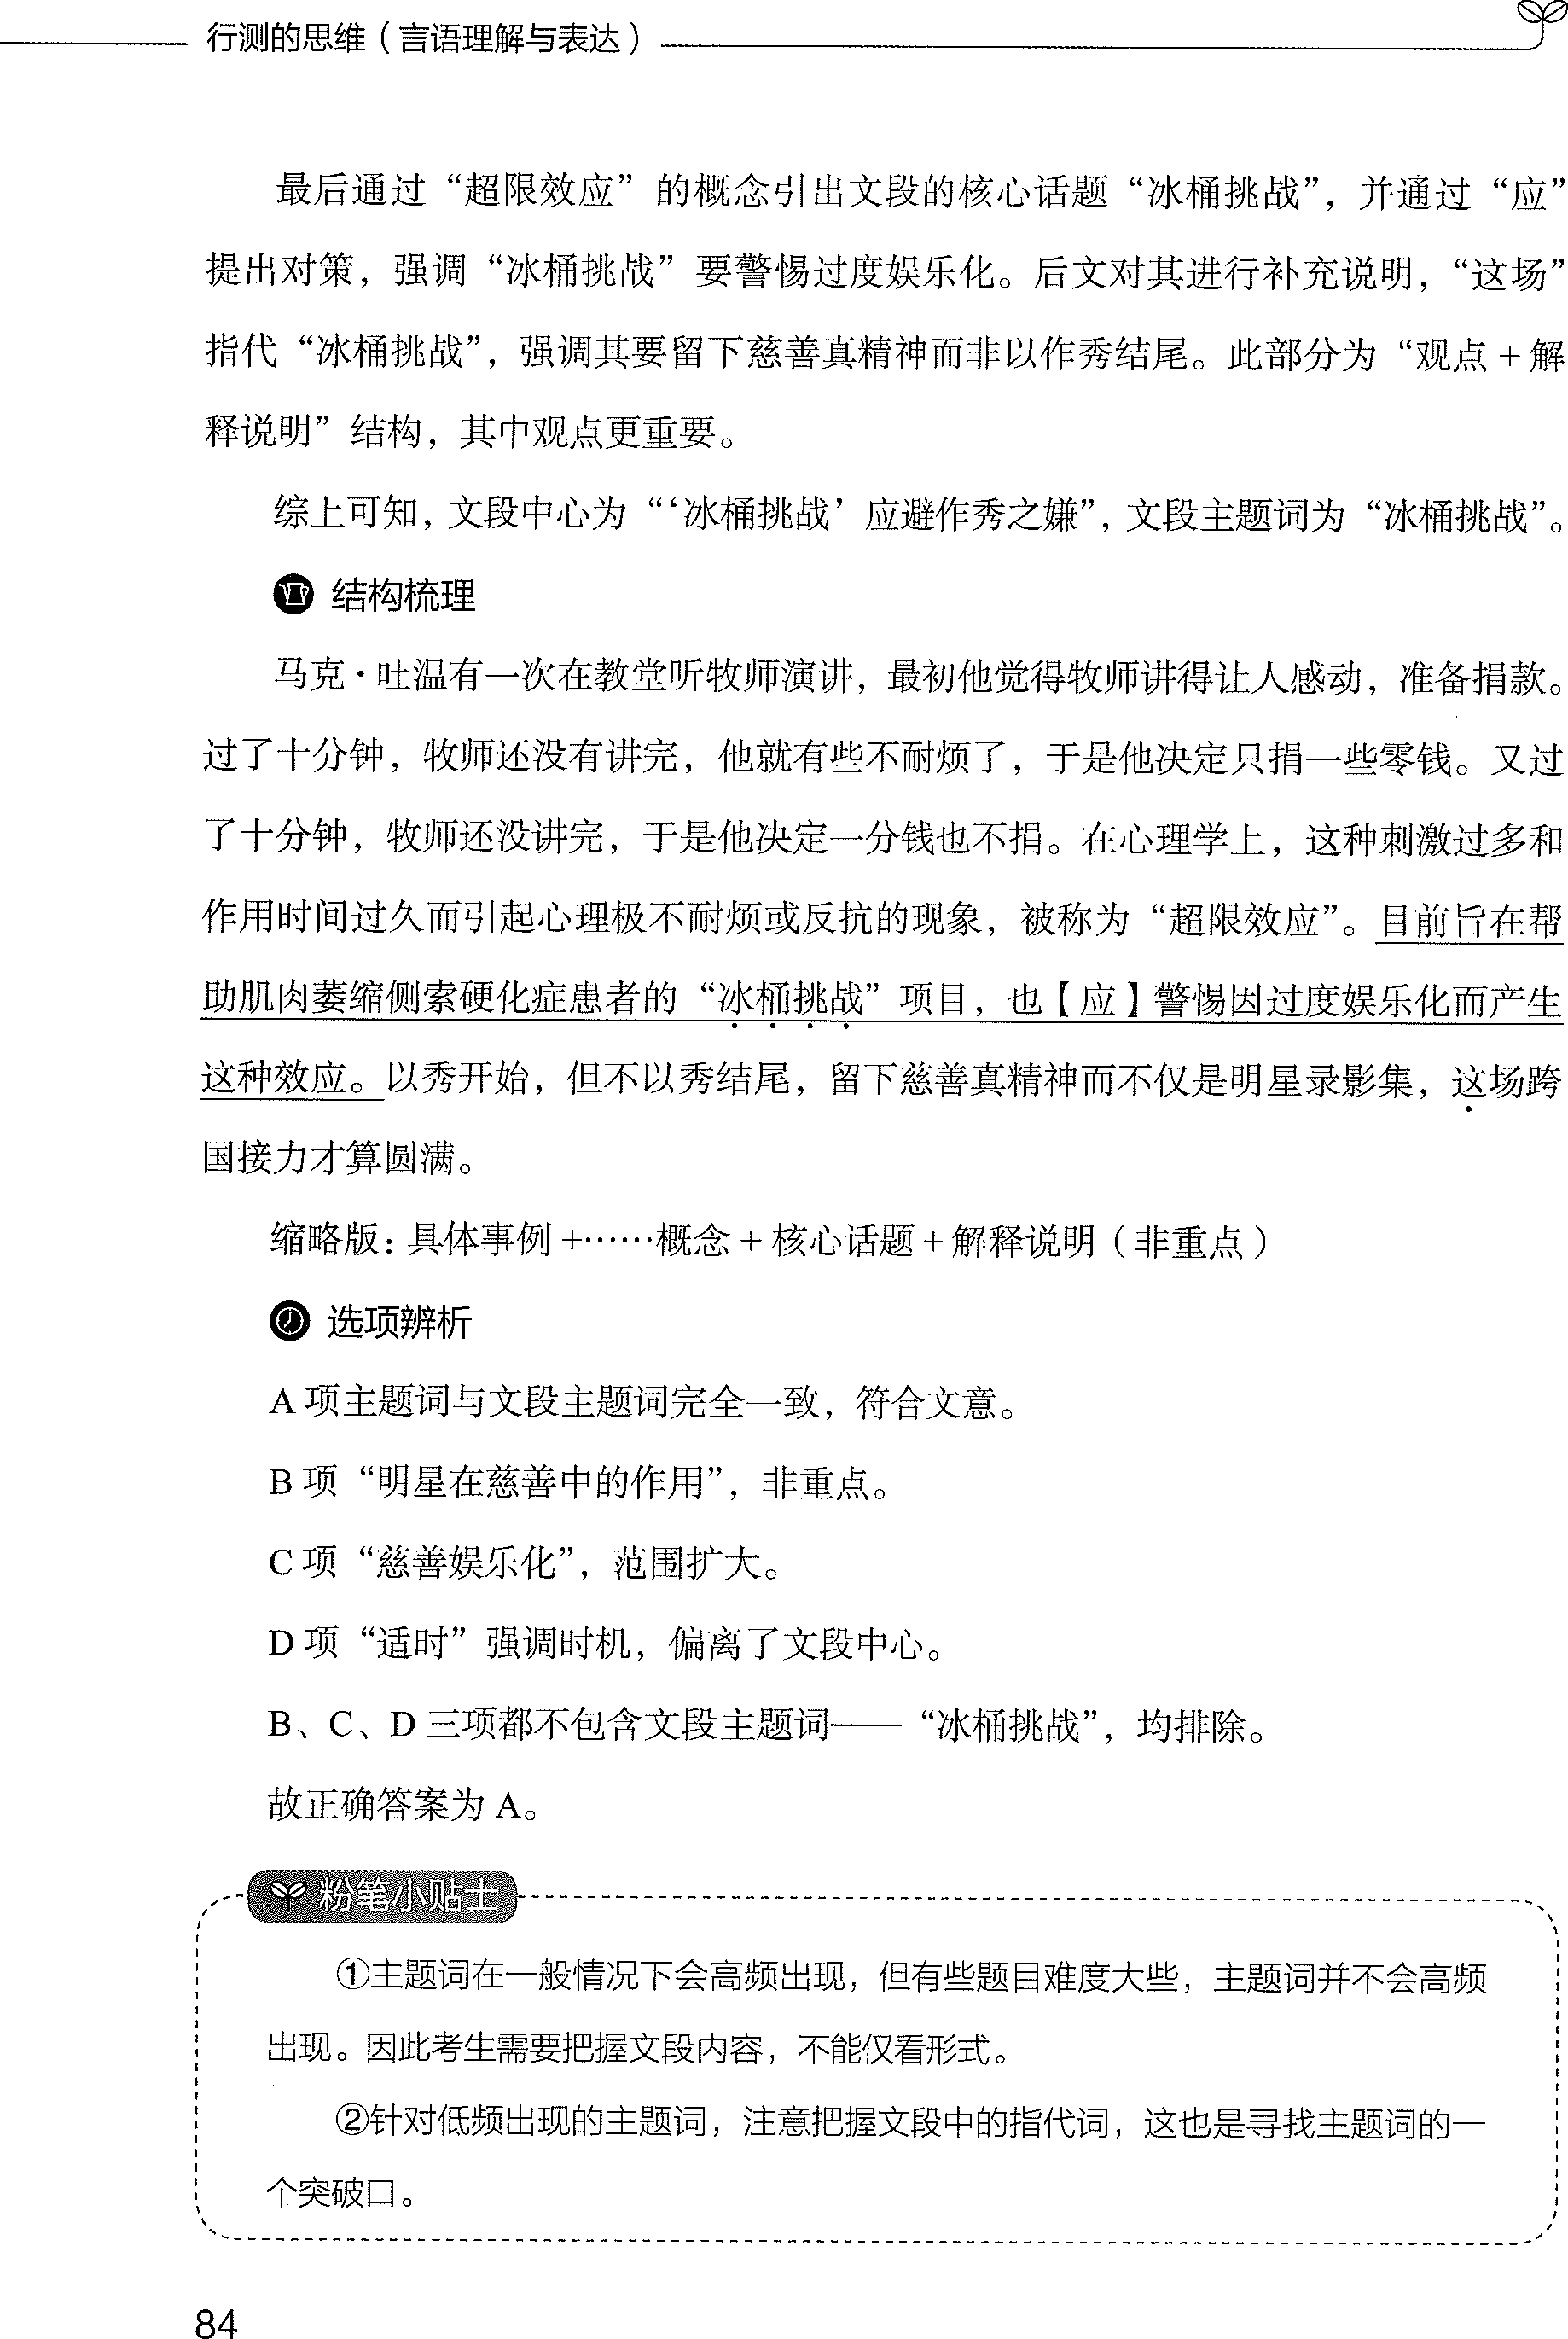 行测的思维（言语理解与表达）
最后通过“超限效应”的概念引出文段的核心话题“冰桶挑战”，并通过“应”
提出对策，强调“冰桶挑战”要警惕过度娱乐化。后文对其进行补充说明，“这场”
指代“冰桶挑战”，强调其要留下慈善真精神而非以作秀结尾。此部分为“观点+解
释说明”结构，其中观点更重要。
综上可知，文段中心为“‘冰桶挑战’应避作秀之嫌”，文段主题词为“冰桶挑战”。
结构梳理
马克·吐温有一次在教堂听牧师演讲，最初他觉得牧师讲得让人感动，准备捐款。
过了十分钟，牧师还没有讲完，他就有些不耐烦了，于是他决定只捐一些零钱。又过
了十分钟，牧师还没讲完，于是他决定一分钱也不捐。在心理学上，这种刺激过多和
作用时间过久而引起心理极不耐烦或反抗的现象，被称为“超限效应”。目前旨在帮
助肌肉萎缩侧索硬化症患者的“冰桶挑战”项目，也【应】警惕因过度娱乐化而产生
这种效应。以秀开始，但不以秀结尾，留下慈善真精神而不仅是明星录影集，这场跨
国接力才算圆满。
缩略版：具体事例+……概念+核心话题+解释说明（非重点）
选项辨析
A 项主题词与文段主题词完全一致，符合文意。
B 项“明星在慈善中的作用”，非重点。
C 项“慈善娱乐化”，范围扩大。
D 项“适时”强调时机，偏离了文段中心。
B、C、D 三项都不包含文段主题词——“冰桶挑战”，均排除。
故正确答案为 A。
粉笔小贴士
①主题词在一般情况下会高频出现，但有些题目难度大些，主题词并不会高频
出现。因此考生需要把握文段内容，不能仅看形式。
②针对低频出现的主题词，注意把握文段中的指代词，这也是寻找主题词的一
个突破口。
84